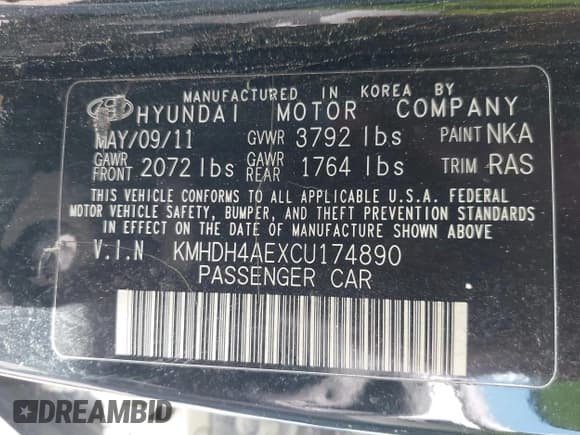 MANUFACTURED IN KOREA BY
HYUNDAI MOTOR COMPANY
MAY/09/11 GVWR 3792 lbs PAINT NKA
GAWR FRONT 2072 lbs GAWR REAR 1764 lbs TRIM RAS
THIS VEHICLE CONFORMS TO ALL APPLICABLE U.S.A. FEDERAL
MOTOR VEHICLE SAFETY, BUMPER, AND THEFT PREVENTION STANDARDS IN
EFFECT ON THE DATE OF MANUFACTURE SHOWN ABOVE
V.I.N KMHDH4AEXCU174890
PASSENGER CAR
DREAMBID